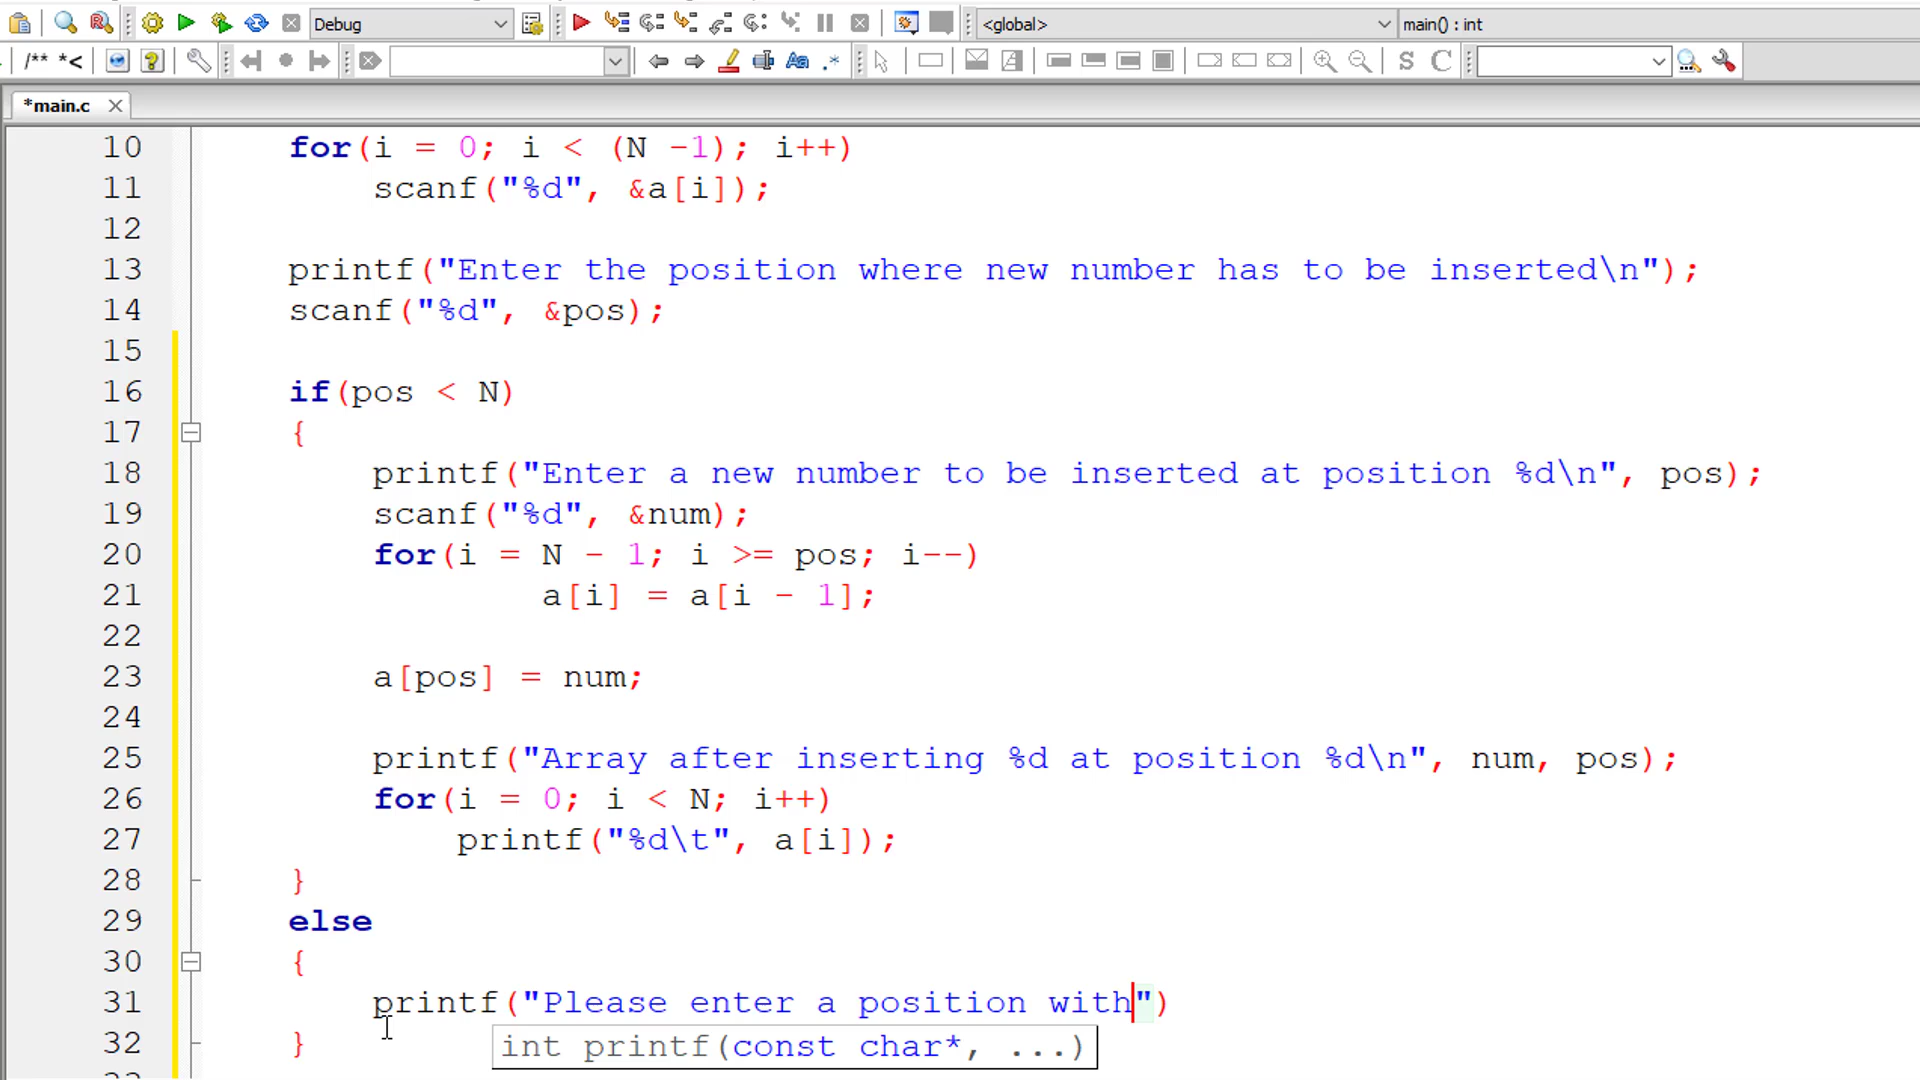 Debug
<global>
main() : int
/** *<
Aa
.*
S
C
*main.c
10 for(i = 0; i < (N -1); i++)
11 scanf("%d", &a[i]);
12
13 printf("Enter the position where new number has to be inserted\n");
14 scanf("%d", &pos);
15
16 if(pos < N)
17 {
18 printf("Enter a new number to be inserted at position %d\n", pos);
19 scanf("%d", &num);
20 for(i = N - 1; i >= pos; i--)
21 a[i] = a[i - 1];
22
23 a[pos] = num;
24
25 printf("Array after inserting %d at position %d\n", num, pos);
26 for(i = 0; i < N; i++)
27 printf("%d\t", a[i]);
28 }
29 else
30 {
31 printf("Please enter a position with")
32 }
int printf(const char*, ...)